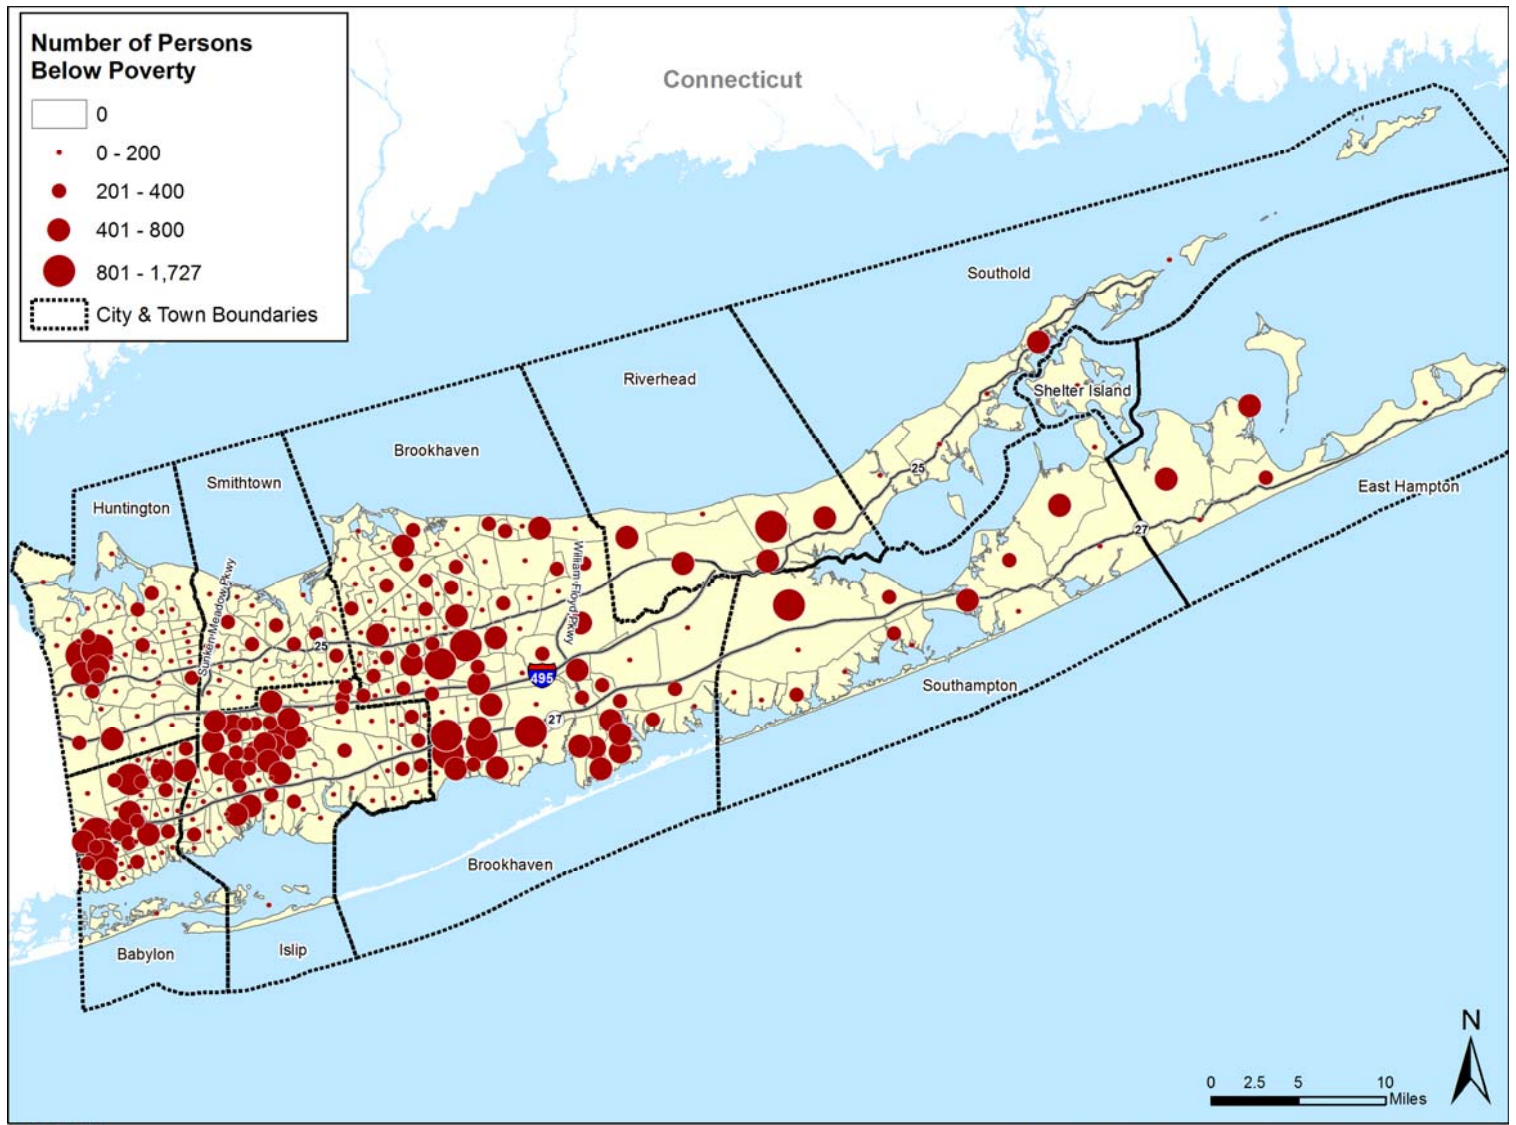 Number of Persons
Below Poverty
0
0 - 200
201 - 400
401 - 800
801 - 1,727
City & Town Boundaries
Connecticut
Southold
Riverhead
Shelter Island
Brookhaven
Smithtown
Huntington
25
East Hampton
27
William Floyd Pkwy
Sunken Meadow Pkwy
25
495
27
Southampton
Brookhaven
Babylon
Islip
N
0 2.5 5 10
Miles